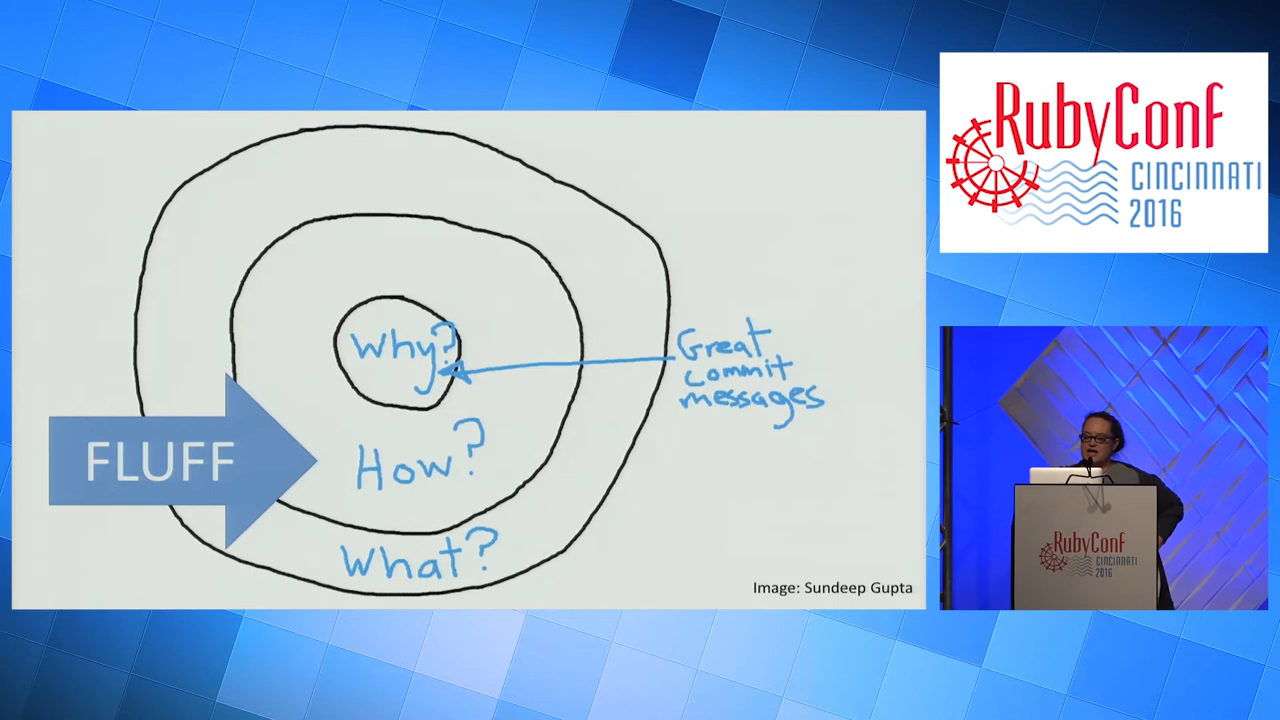 Why?
How?
What?
Great
commit
messages
FLUFF
Image: Sundeep Gupta
RubyConf
CINCINNATI
2016
RubyConf
CINCINNATI
2016